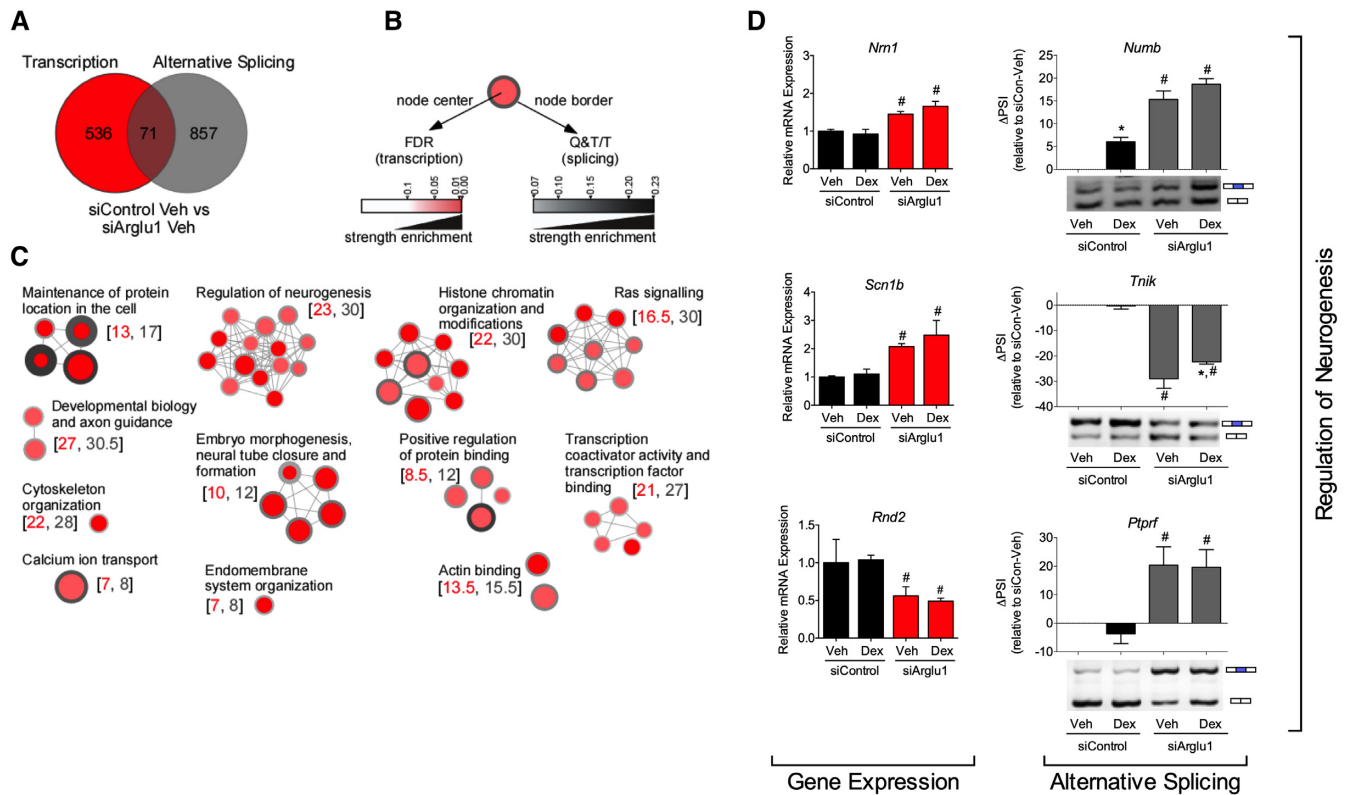 A
Transcription
Alternative Splicing
536
71
857
siControl Veh vs
siArglu1 Veh
B
node center
node border
FDR
(transcription)
Q&T/T
(splicing)
0.1
0.05
0.01
0.00
0.07
0.10
0.15
0.20
0.23
strength enrichment
strength enrichment
C
Maintenance of protein
location in the cell
[13, 17]
Regulation of neurogenesis
[23, 30]
Histone chromatin
organization and
modifications
[22, 30]
Ras signalling
[16.5, 30]
Developmental biology
and axon guidance
[27, 30.5]
Embryo morphogenesis,
neural tube closure and
formation
[10, 12]
Positive regulation
of protein binding
[8.5, 12]
Transcription
coactivator activity and
transcription factor
binding
[21, 27]
Cytoskeleton
organization
[22, 28]
Calcium ion transport
[7, 8]
Endomembrane
system organization
[7, 8]
Actin binding
[13.5, 15.5]
D
Nrn1
Relative mRNA Expression
3
2
1
0
# #
Veh Dex Veh Dex
siControl siArglu1
Numb
ΔPSI
(relative to siCon-Veh)
25
20
15
10
5
0
* # #
Veh Dex Veh Dex
siControl siArglu1
Scn1b
Relative mRNA Expression
4
3
2
1
0
# #
Veh Dex Veh Dex
siControl siArglu1
Tnik
ΔPSI
(relative to siCon-Veh)
0
-10
-20
-30
-40
# *,#
Veh Dex Veh Dex
siControl siArglu1
Rnd2
Relative mRNA Expression
1.5
1.0
0.5
0.0
# #
Veh Dex Veh Dex
siControl siArglu1
Ptprf
ΔPSI
(relative to siCon-Veh)
30
20
10
0
-10
# #
Veh Dex Veh Dex
siControl siArglu1
Gene Expression
Alternative Splicing
Regulation of Neurogenesis